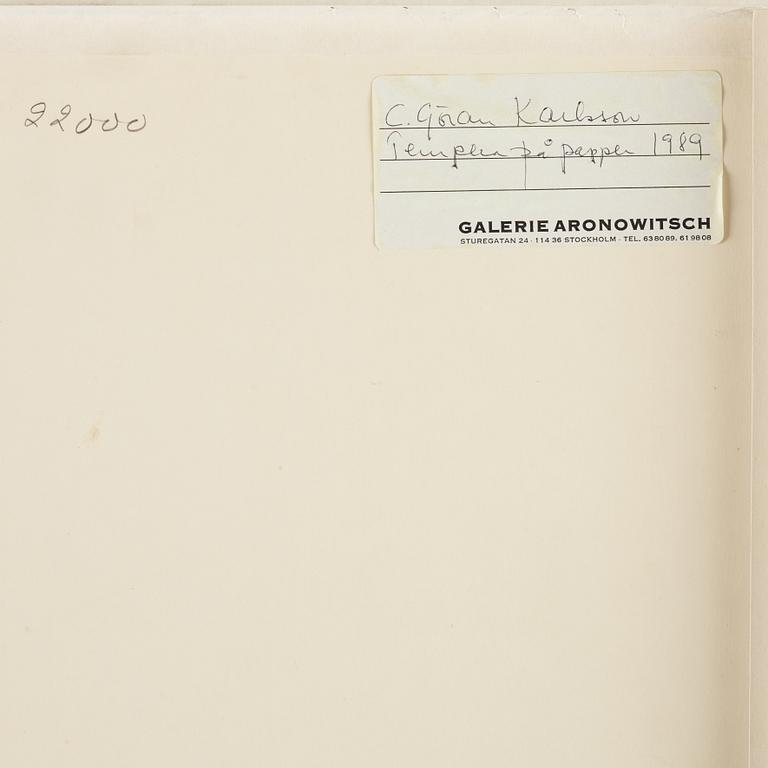 22000
C. Göran Karlsson
Tempera på papper 1989
GALERIE ARONOWITSCH
STUREGATAN 24 · 114 36 STOCKHOLM · TEL. 63 80 89. 61 98 08